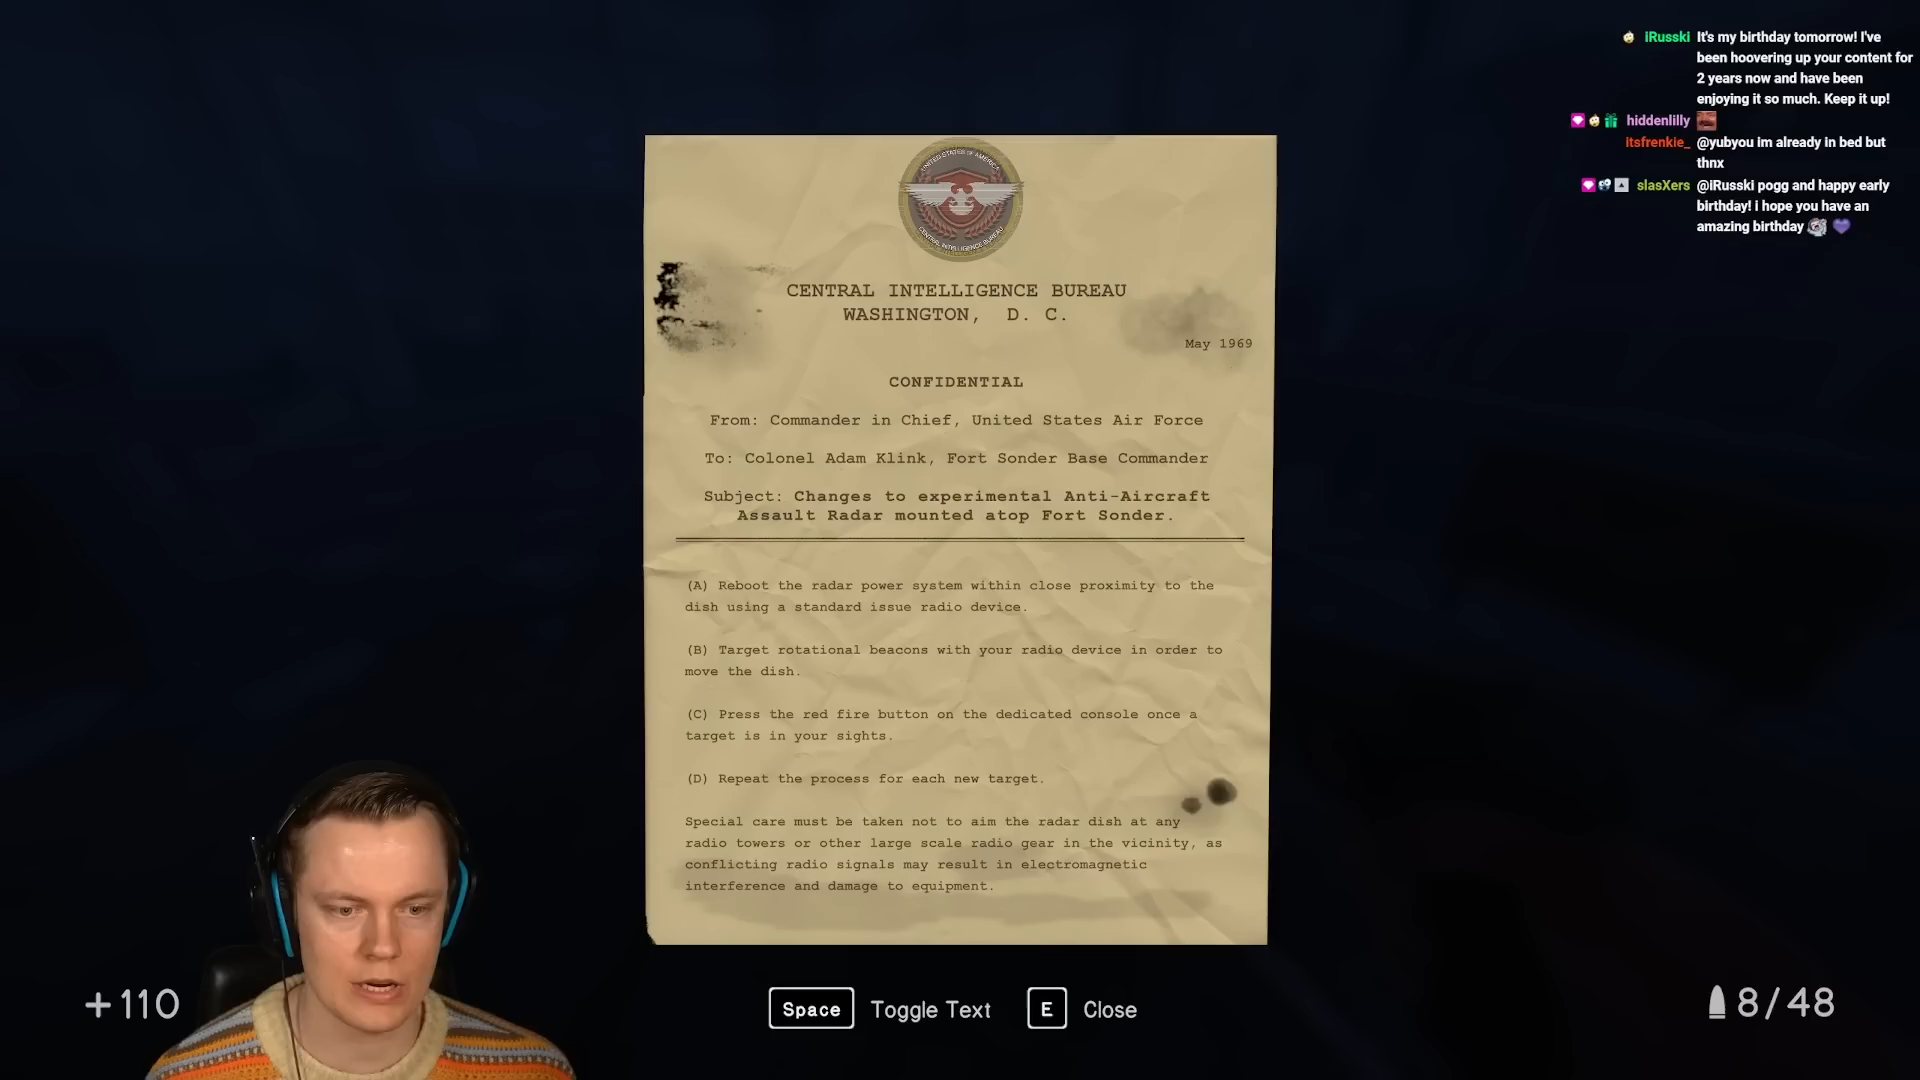 iRusski It's my birthday tomorrow! I've
been hoovering up your content for
2 years now and have been
enjoying it so much. Keep it up!
hiddenlilly
itsfrenkie_ @yubyou im already in bed but
thnx
slasXers @iRusski pogg and happy early
birthday! i hope you have an
amazing birthday
UNITED STATES OF AMERICA
CENTRAL INTELLIGENCE BUREAU
CENTRAL INTELLIGENCE BUREAU
WASHINGTON, D. C.
May 1969
CONFIDENTIAL
From: Commander in Chief, United States Air Force
To: Colonel Adam Klink, Fort Sonder Base Commander
Subject: Changes to experimental Anti-Aircraft
Assault Radar mounted atop Fort Sonder.
(A) Reboot the radar power system within close proximity to the
dish using a standard issue radio device.
(B) Target rotational beacons with your radio device in order to
move the dish.
(C) Press the red fire button on the dedicated console once a
target is in your sights.
(D) Repeat the process for each new target.
Special care must be taken not to aim the radar dish at any
radio towers or other large scale radio gear in the vicinity, as
conflicting radio signals may result in electromagnetic
interference and damage to equipment.
+110
Space Toggle Text E Close
8/48